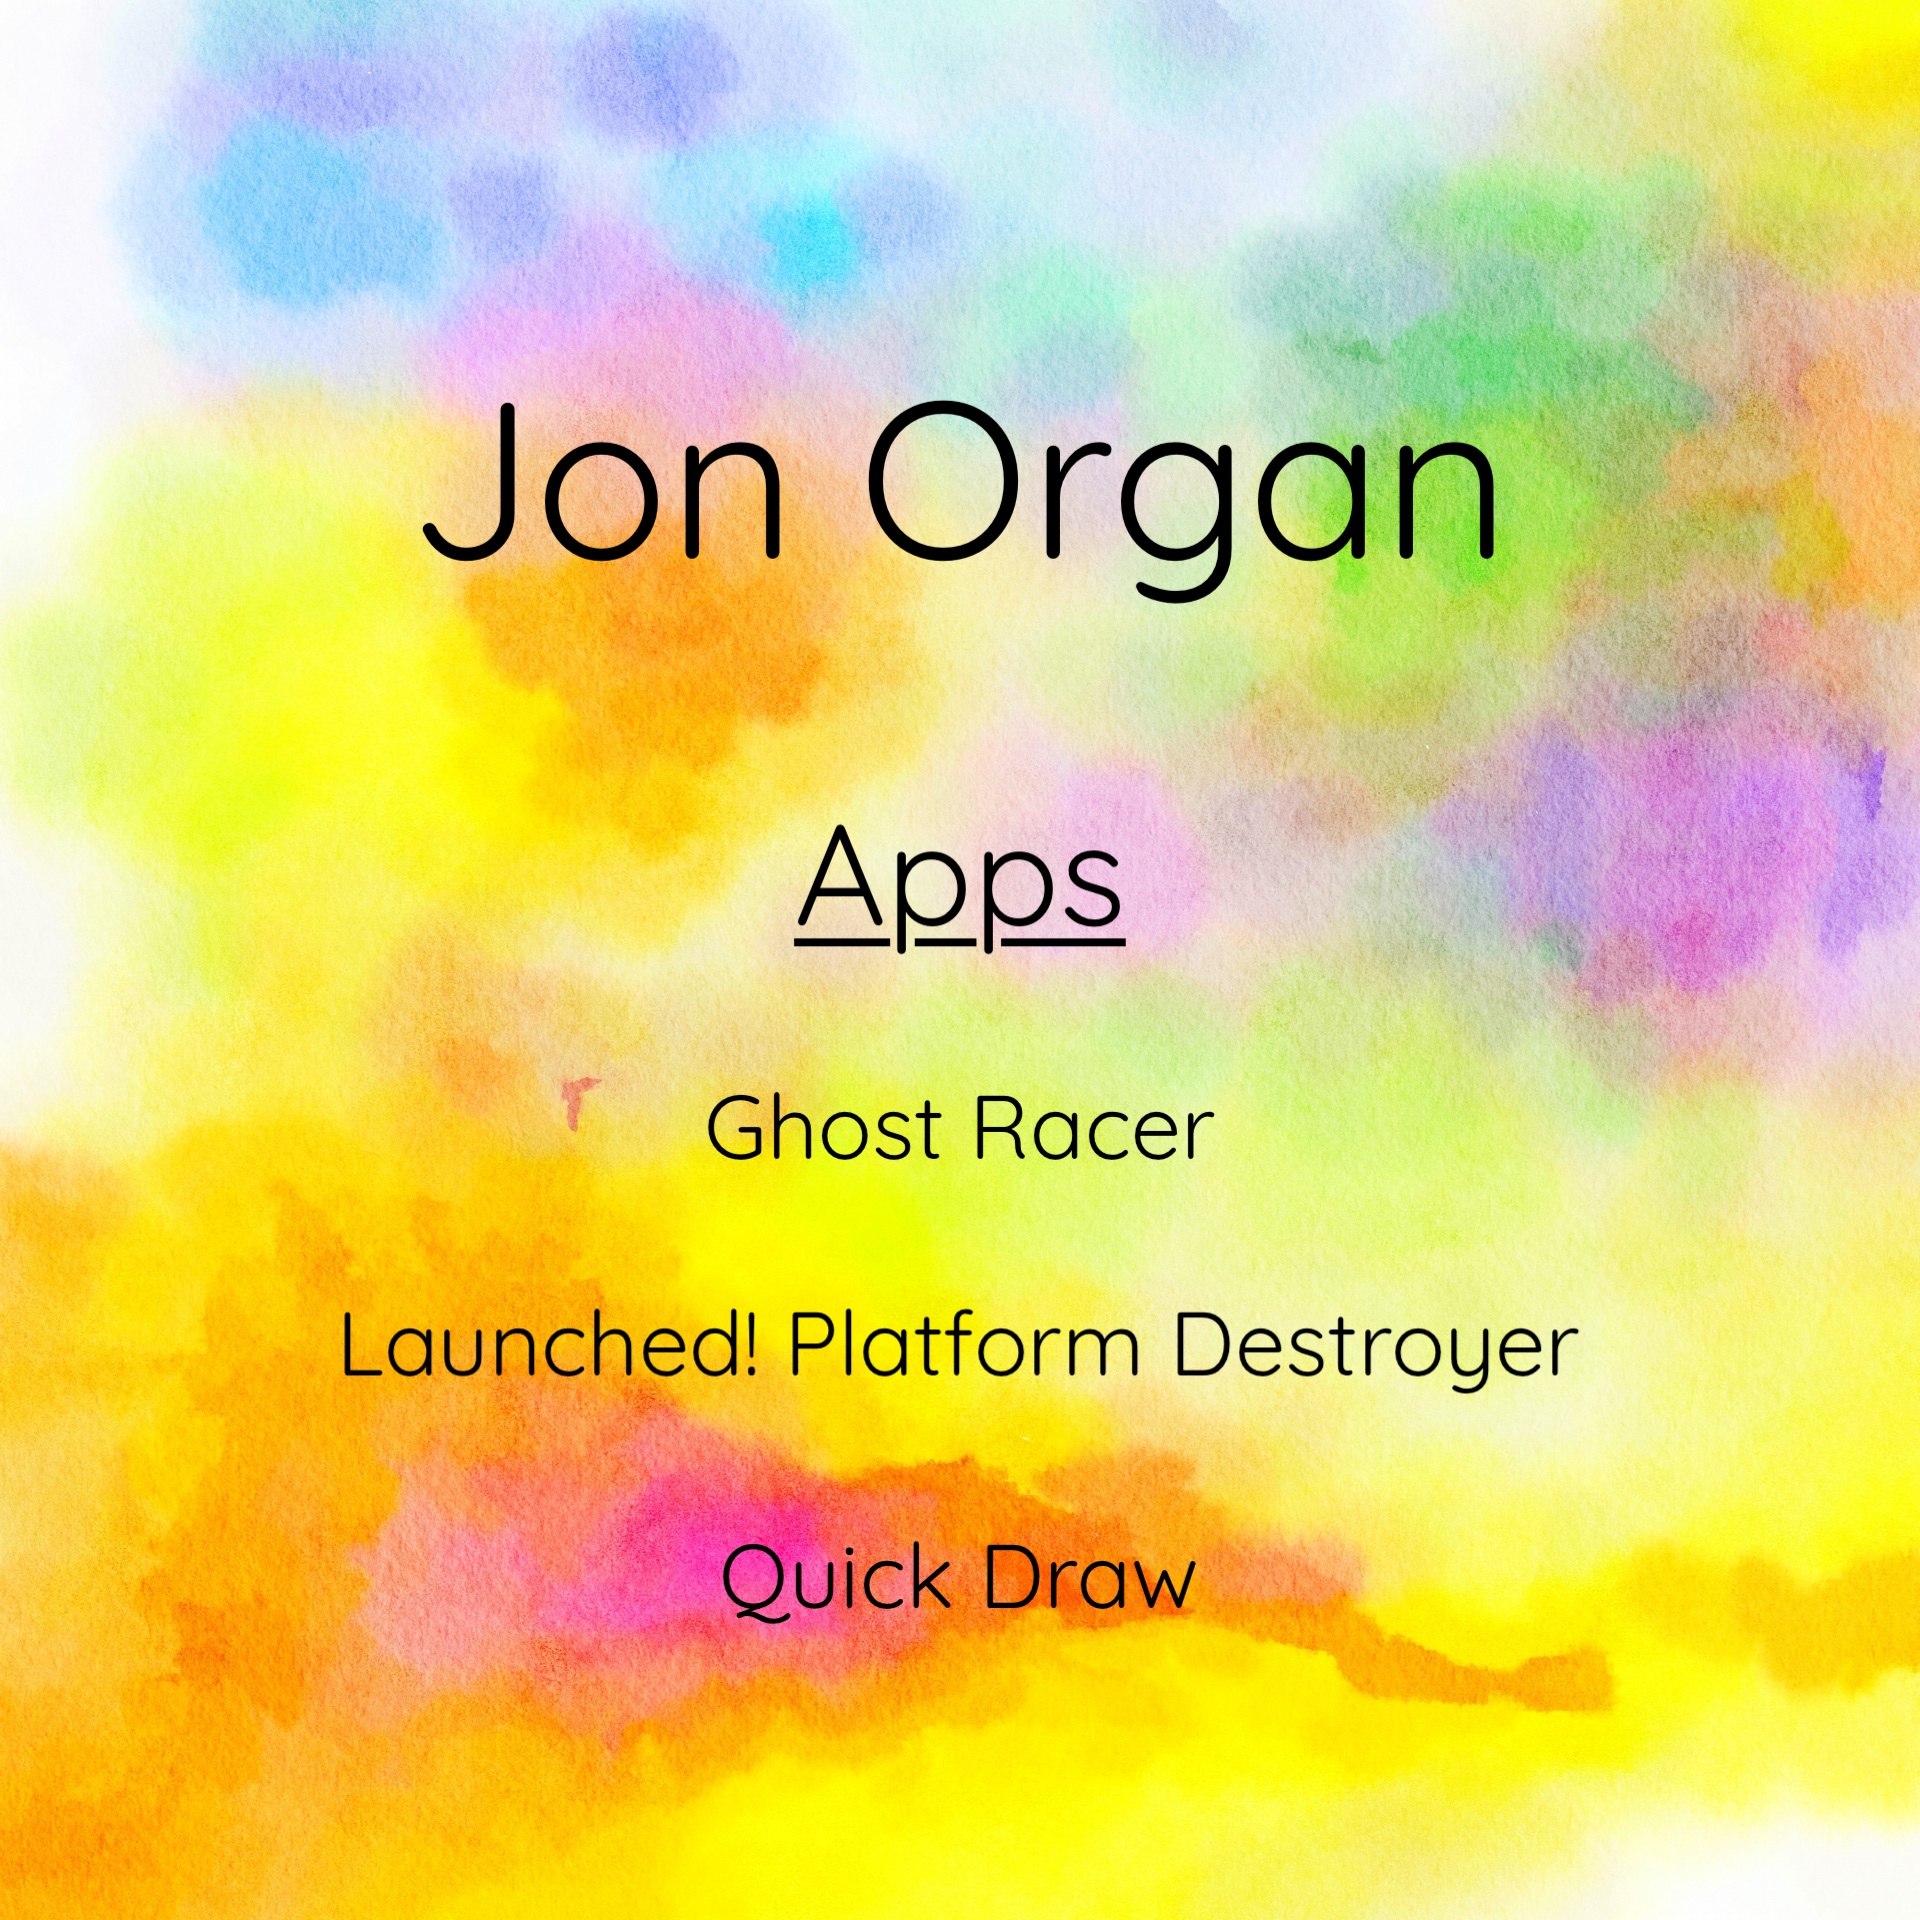 Jon Organ
Apps
Ghost Racer
Launched! Platform Destroyer
Quick Draw